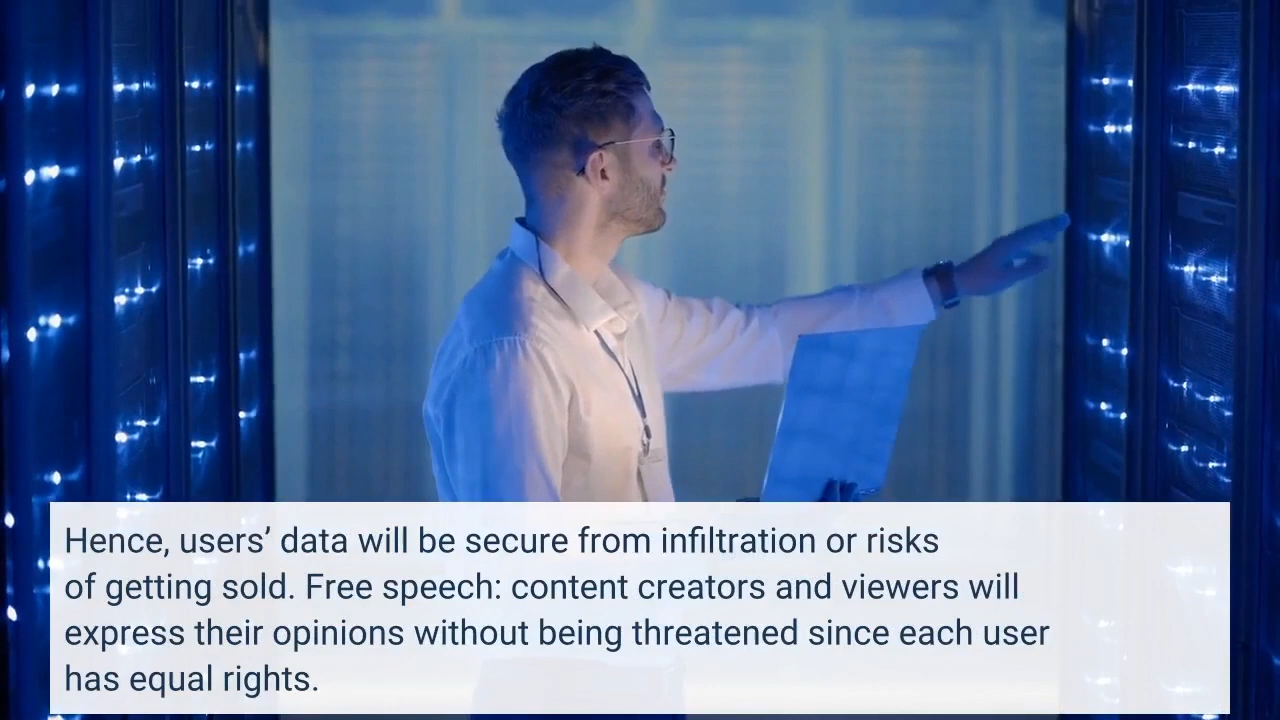 Hence, users’ data will be secure from infiltration or risks
of getting sold. Free speech: content creators and viewers will
express their opinions without being threatened since each user
has equal rights.